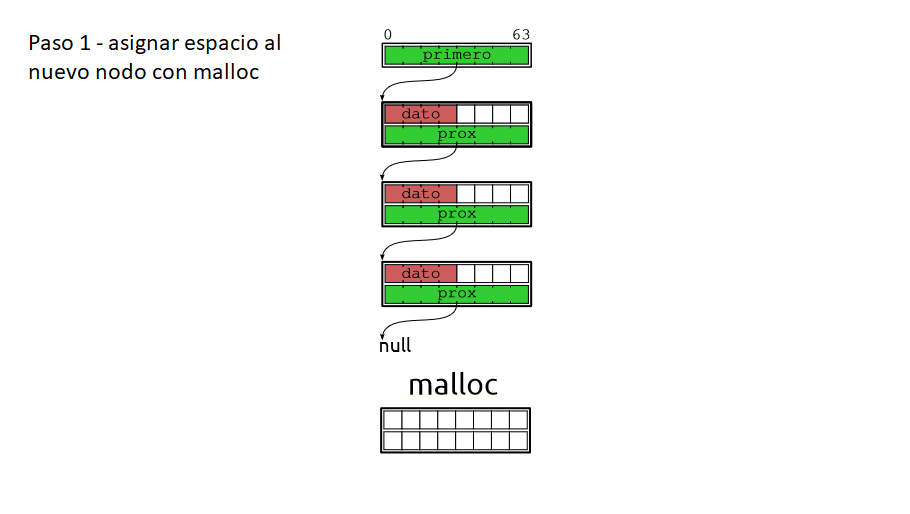 Paso 1 - asignar espacio al
nuevo nodo con malloc
0 63
primero
dato
prox
dato
prox
dato
prox
null
malloc